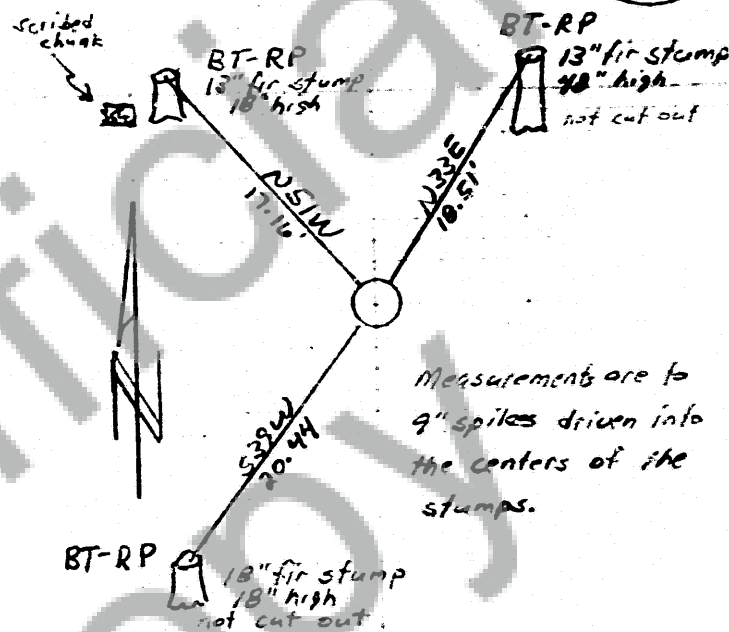 scribed
chunk
BT-RP
13" fir stump
18" high
BT-RP
13" fir stump
48" high
not cut out
N51W
17.16'
N33E
18.51'
N
S39W
20.44
Measurements are to
9" spikes driven into
the centers of the
stumps.
BT-RP
18" fir stump
18" high
not cut out